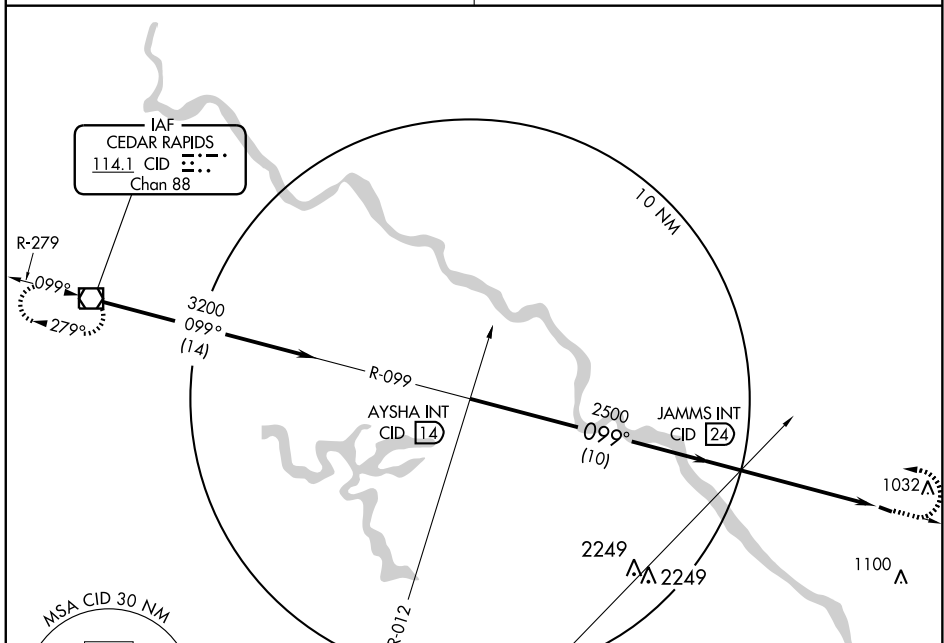 IAF
CEDAR RAPIDS
114.1 CID
Chan 88
10 NM
R-279
099°
279°
3200
099°
(14)
R-099
AYSHA INT
CID 14
2500
099°
(10)
JAMMS INT
CID 24
1032
2249
2249
1100
MSA CID 30 NM
R-012